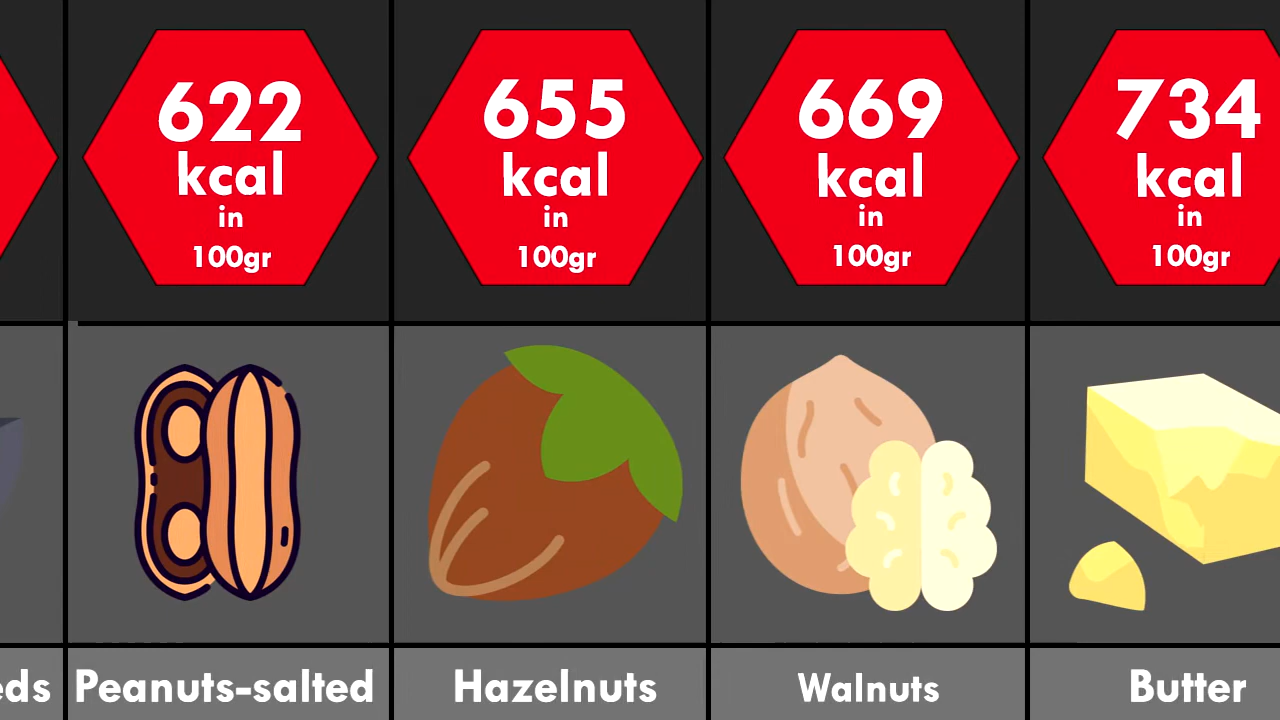 622
kcal
in
100gr
655
kcal
in
100gr
669
kcal
in
100gr
734
kcal
in
100gr
eds
Peanuts-salted
Hazelnuts
Walnuts
Butter